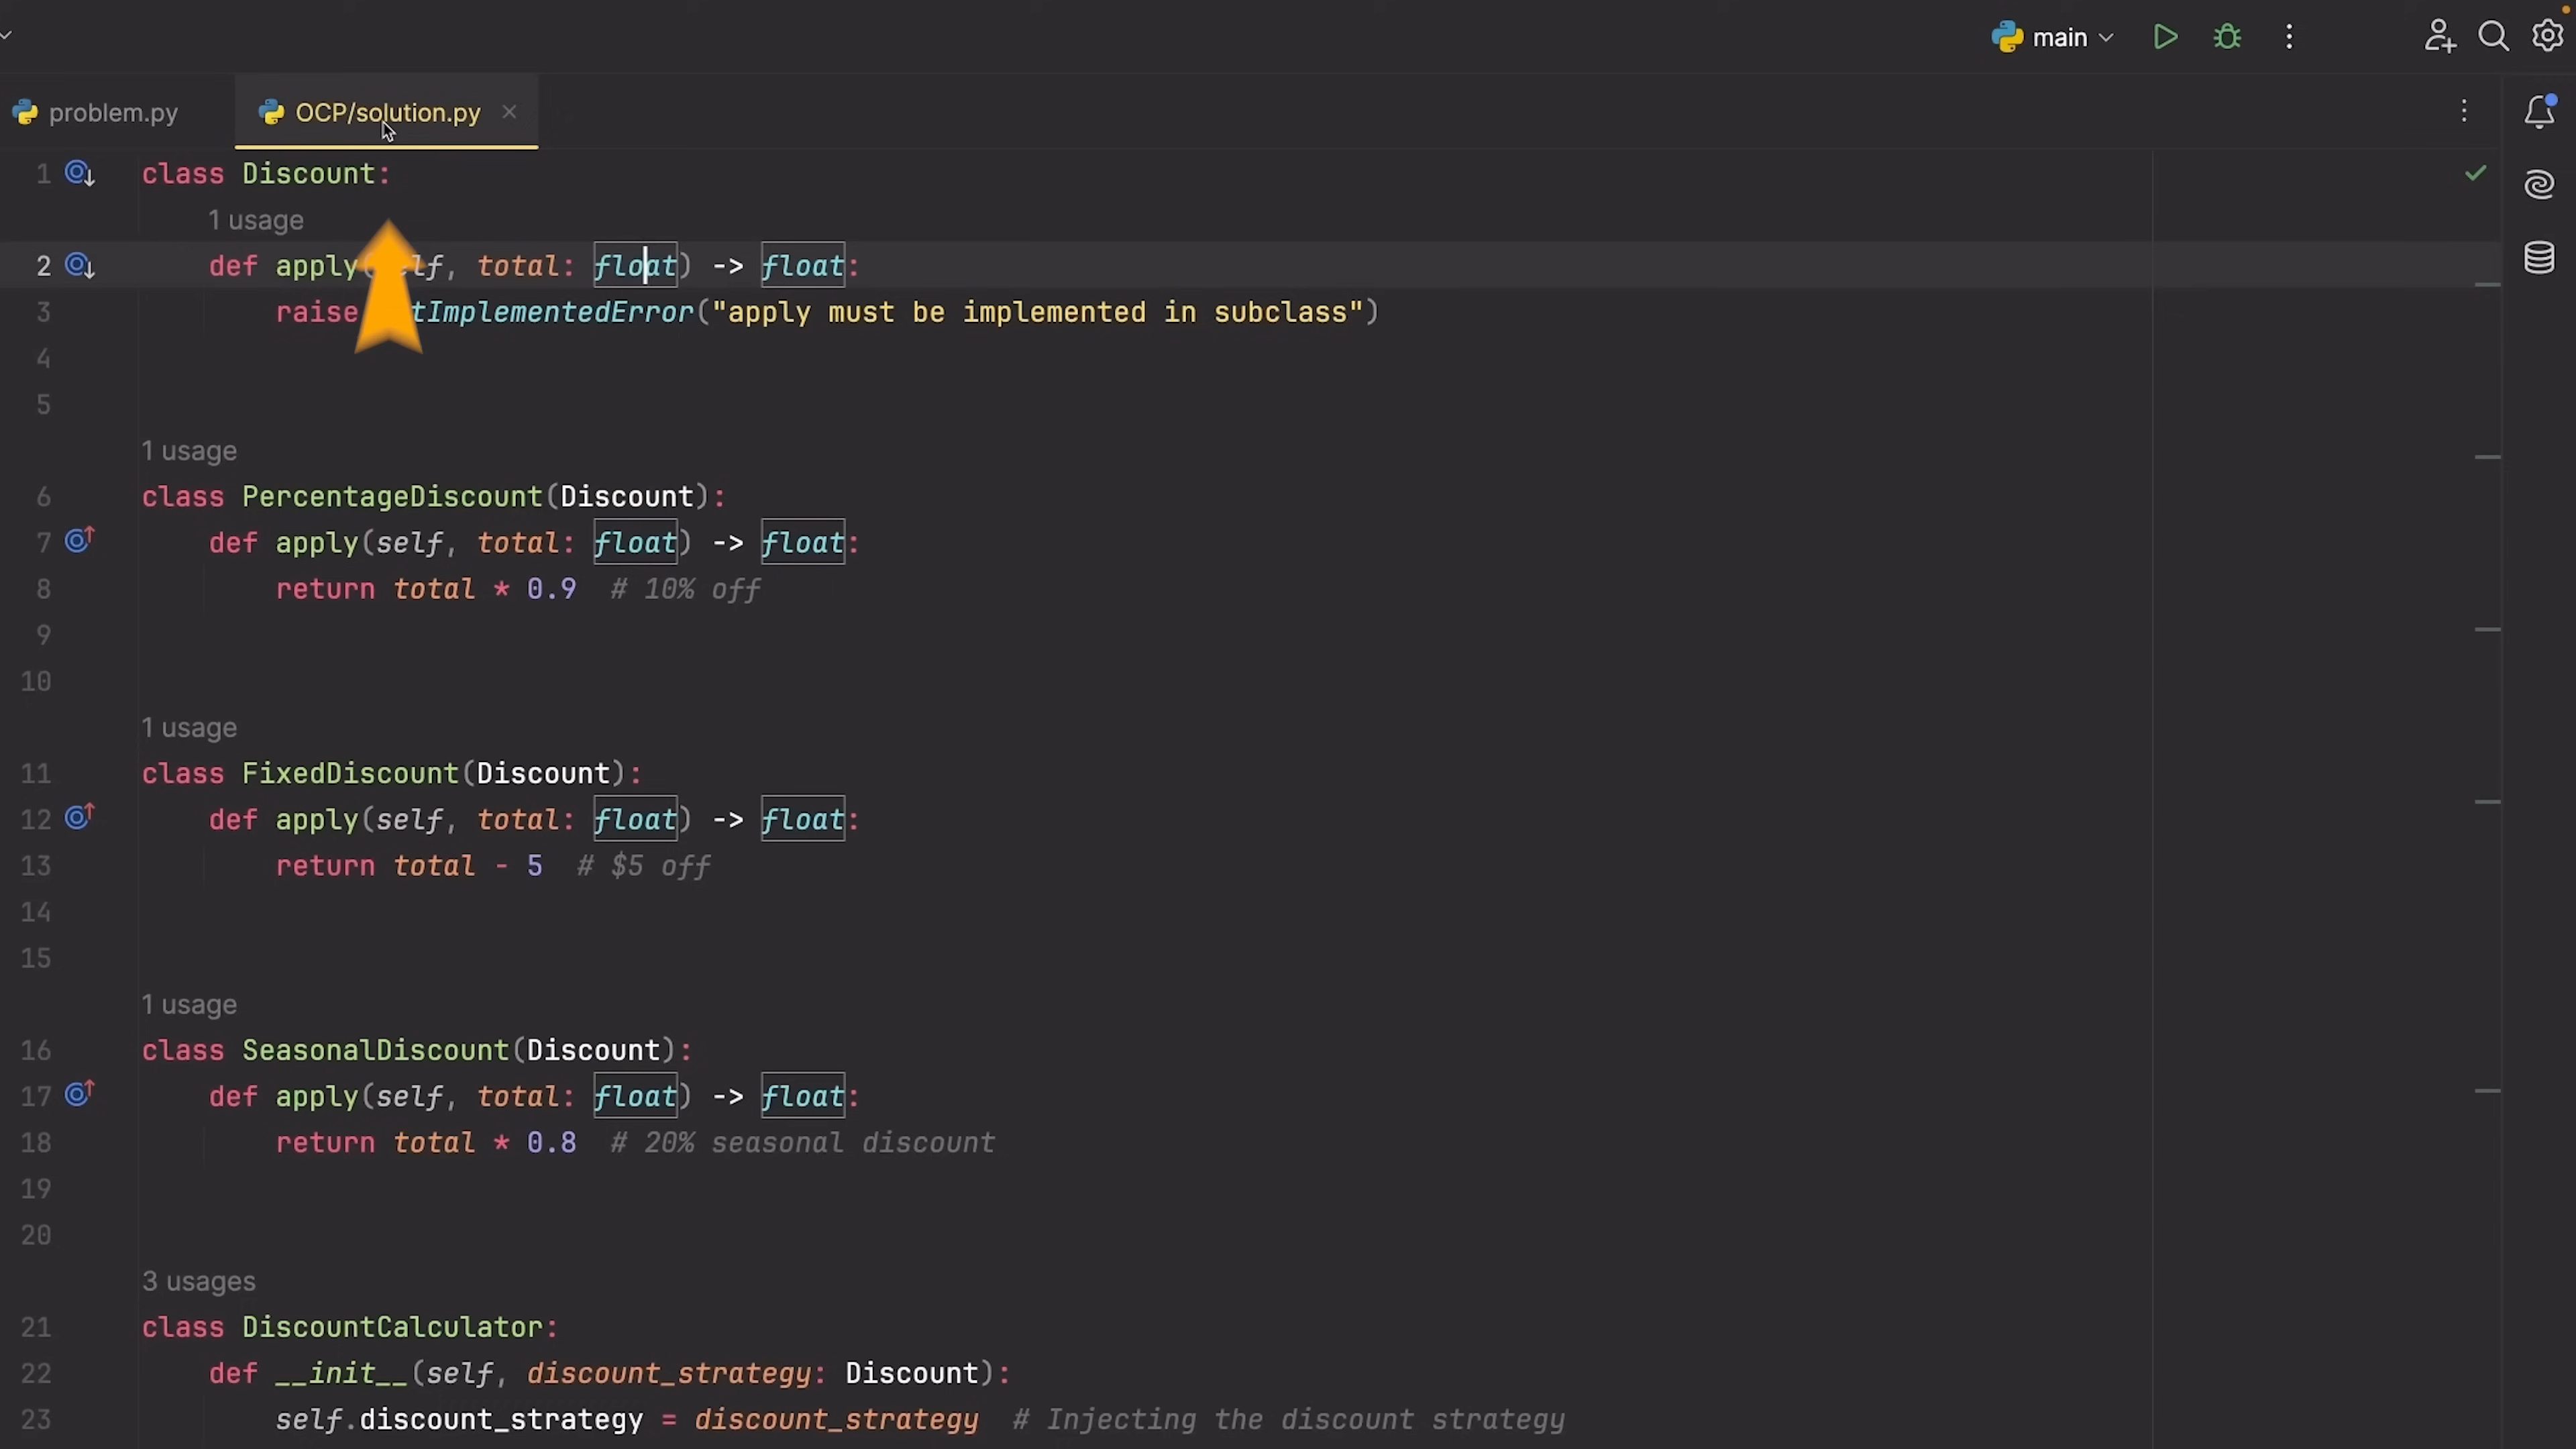 main
problem.py
OCP/solution.py
1 class Discount:
1 usage
2 def apply(self, total: float) -> float:
3 raise tImplementedError("apply must be implemented in subclass")
4
5
1 usage
6 class PercentageDiscount(Discount):
7 def apply(self, total: float) -> float:
8 return total * 0.9 # 10% off
9
10
1 usage
11 class FixedDiscount(Discount):
12 def apply(self, total: float) -> float:
13 return total - 5 # $5 off
14
15
1 usage
16 class SeasonalDiscount(Discount):
17 def apply(self, total: float) -> float:
18 return total * 0.8 # 20% seasonal discount
19
20
3 usages
21 class DiscountCalculator:
22 def __init__(self, discount_strategy: Discount):
23 self.discount_strategy = discount_strategy # Injecting the discount strategy